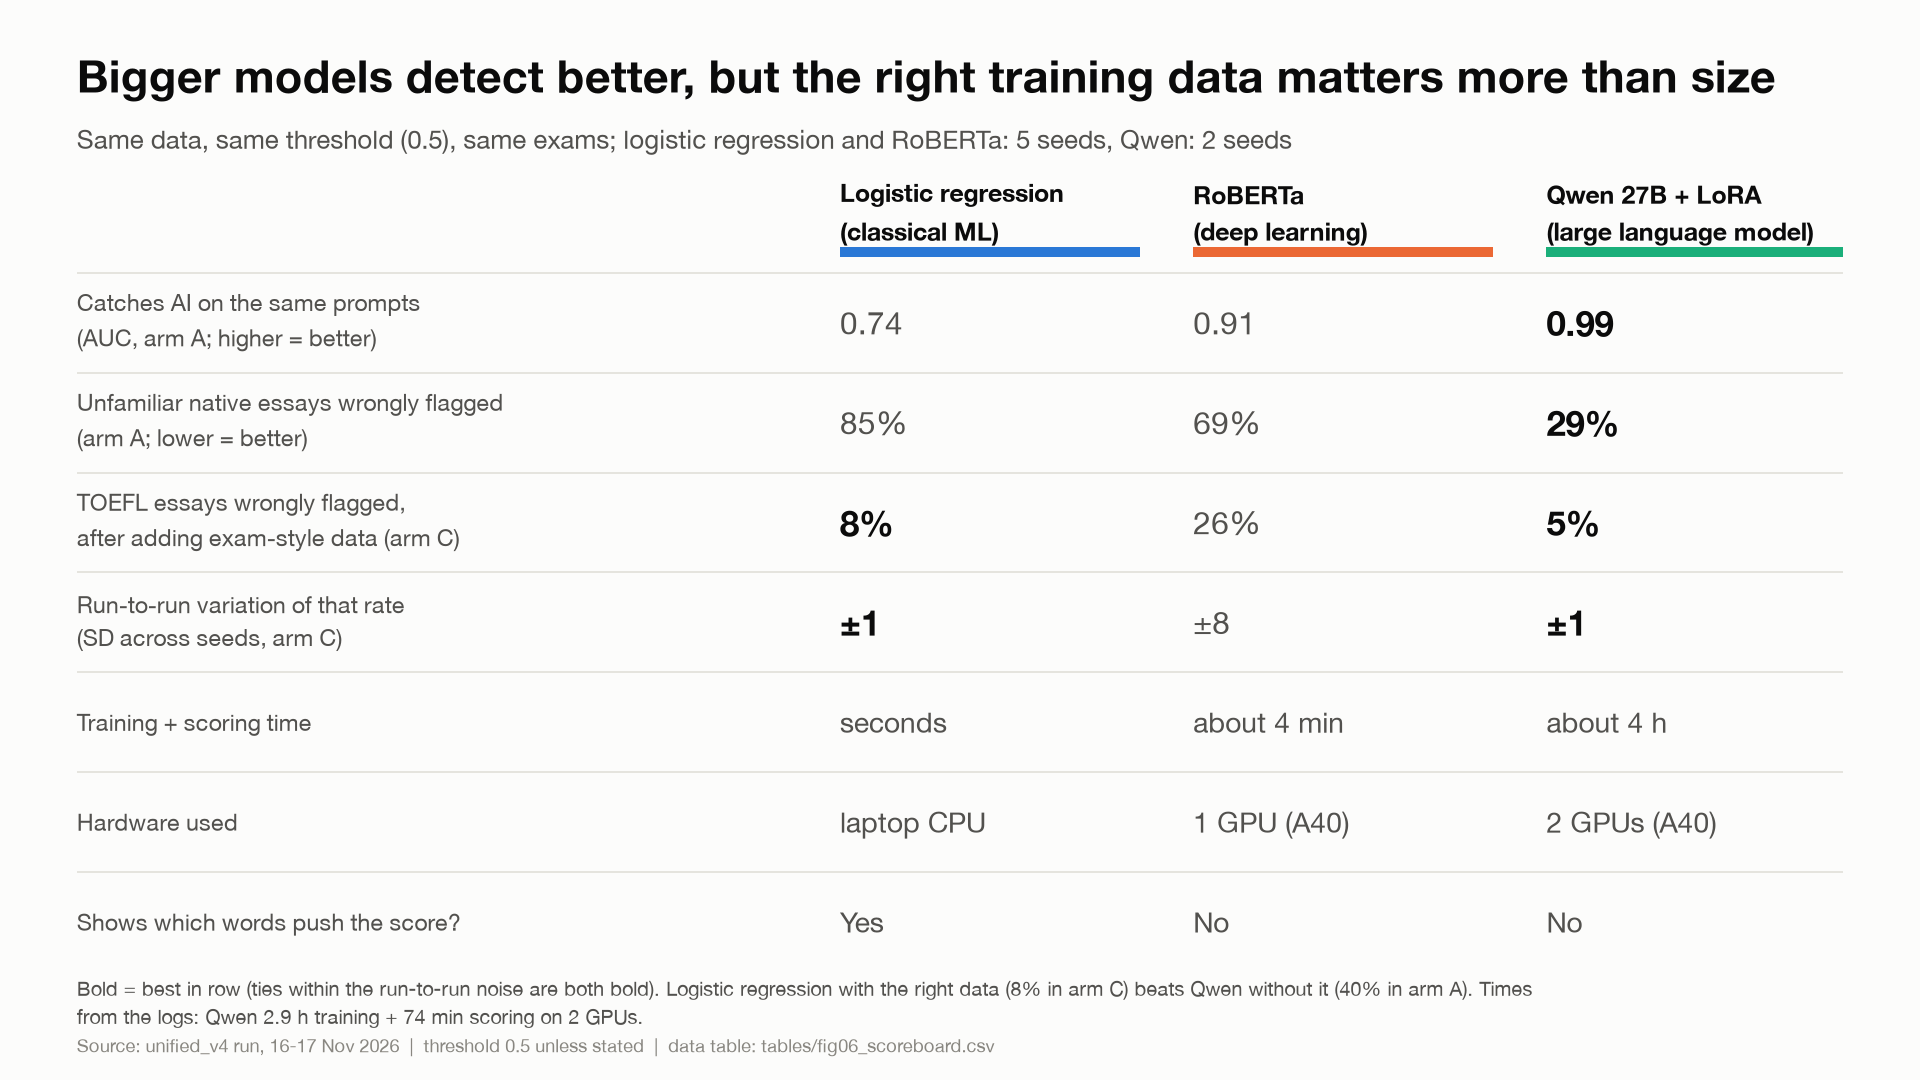 Bigger models detect better, but the right training data matters more than size
Same data, same threshold (0.5), same exams; logistic regression and RoBERTa: 5 seeds, Qwen: 2 seeds
Logistic regression
(classical ML)
RoBERTa
(deep learning)
Qwen 27B + LoRA
(large language model)
Catches AI on the same prompts
(AUC, arm A; higher = better)
0.74
0.91
0.99
Unfamiliar native essays wrongly flagged
(arm A; lower = better)
85%
69%
29%
TOEFL essays wrongly flagged,
after adding exam-style data (arm C)
8%
26%
5%
Run-to-run variation of that rate
(SD across seeds, arm C)
±1
±8
±1
Training + scoring time
seconds
about 4 min
about 4 h
Hardware used
laptop CPU
1 GPU (A40)
2 GPUs (A40)
Shows which words push the score?
Yes
No
No
Bold = best in row (ties within the run-to-run noise are both bold). Logistic regression with the right data (8% in arm C) beats Qwen without it (40% in arm A). Times
from the logs: Qwen 2.9 h training + 74 min scoring on 2 GPUs.
Source: unified_v4 run, 16-17 Nov 2026 | threshold 0.5 unless stated | data table: tables/fig06_scoreboard.csv